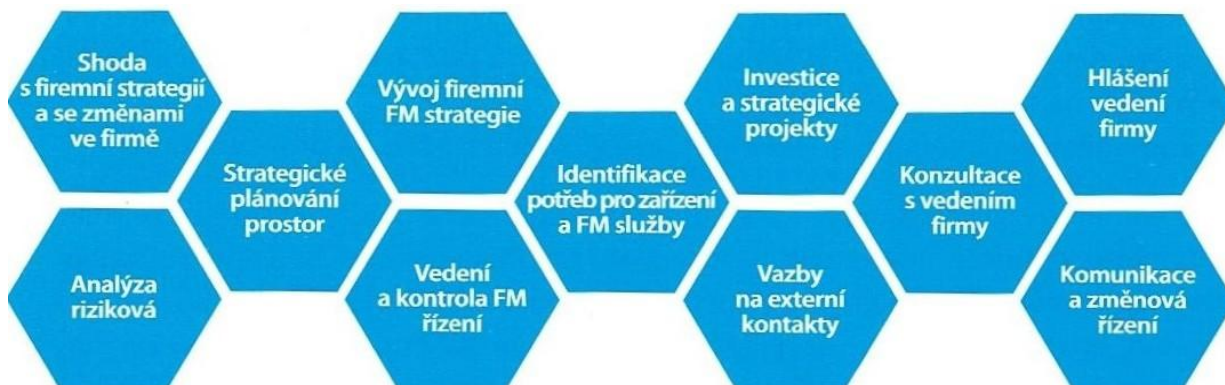 Shoda
s firemní strategií
a se změnami
ve firmě
Strategické
plánování
prostor
Analýza
riziková
Vývoj firemní
FM strategie
Vedení
a kontrola FM
řízení
Identifikace
potřeb pro zařízení
a FM služby
Investice
a strategické
projekty
Vazby
na externí
kontakty
Konzultace
s vedením
firmy
Hlášení
vedení
firmy
Komunikace
a změnová
řízení